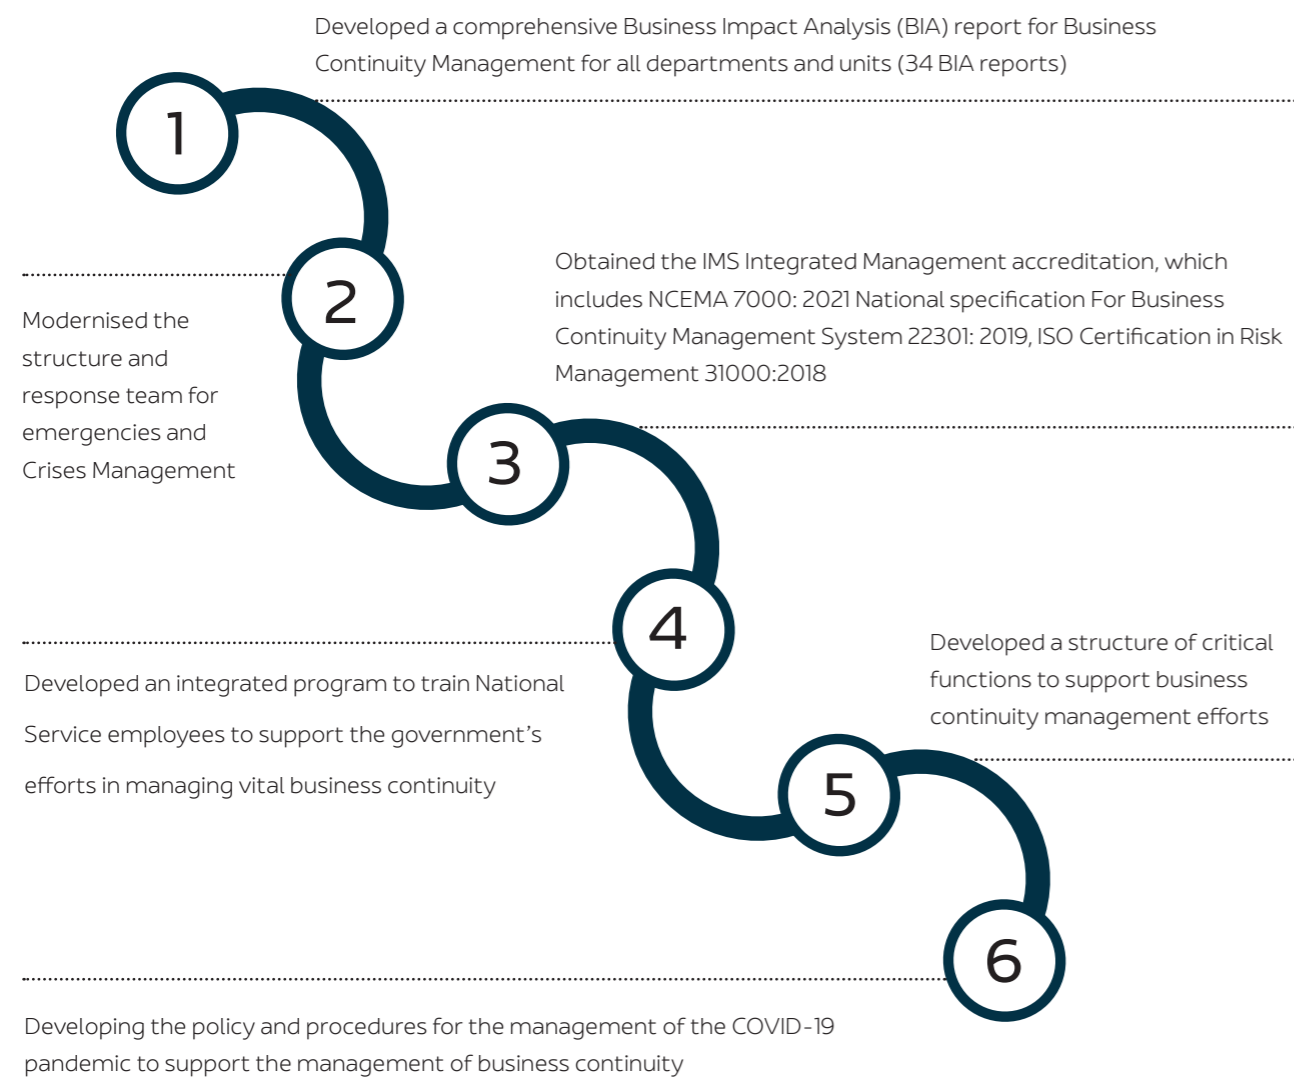 Developed a comprehensive Business Impact Analysis (BIA) report for Business
Continuity Management for all departments and units (34 BIA reports)
1
2
Modernised the
structure and
response team for
emergencies and
Crises Management
Obtained the IMS Integrated Management accreditation, which
includes NCEMA 7000: 2021 National specification For Business
Continuity Management System 22301: 2019, ISO Certification in Risk
Management 31000:2018
3
4
Developed an integrated program to train National
Service employees to support the government's
efforts in managing vital business continuity
Developed a structure of critical
functions to support business
continuity management efforts
5
6
Developing the policy and procedures for the management of the COVID-19
pandemic to support the management of business continuity